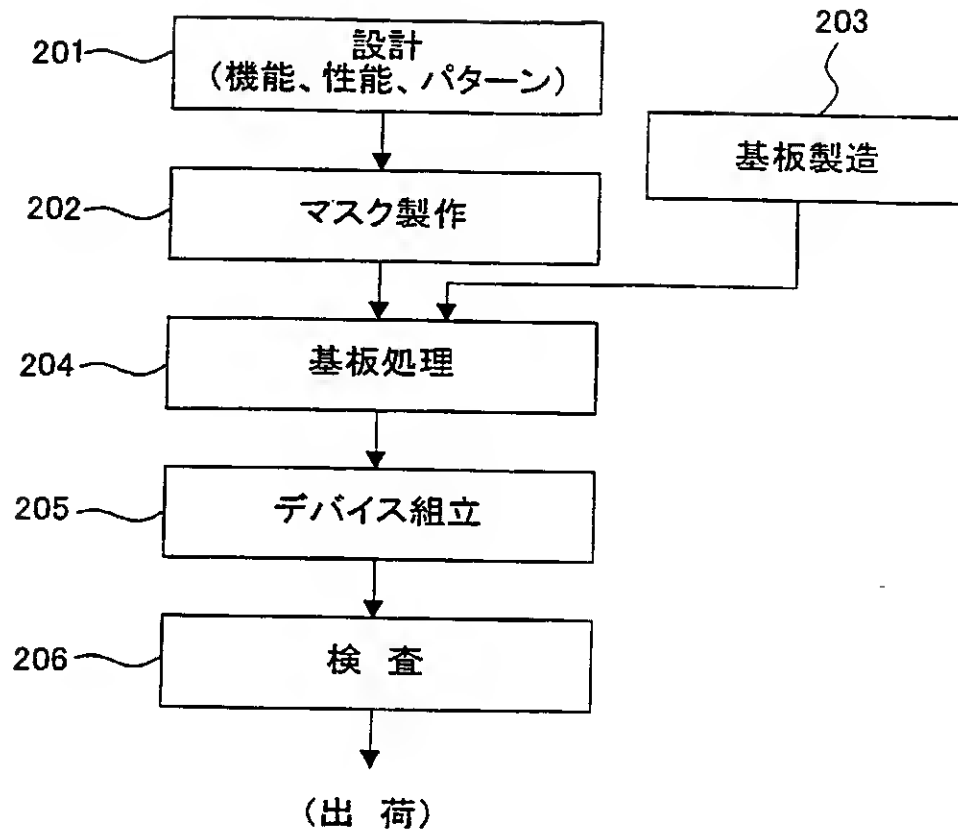 201
設計
(機能、性能、パターン)
203
基板製造
202
マスク製作
204
基板処理
205
デバイス組立
206
検 査
(出 荷)